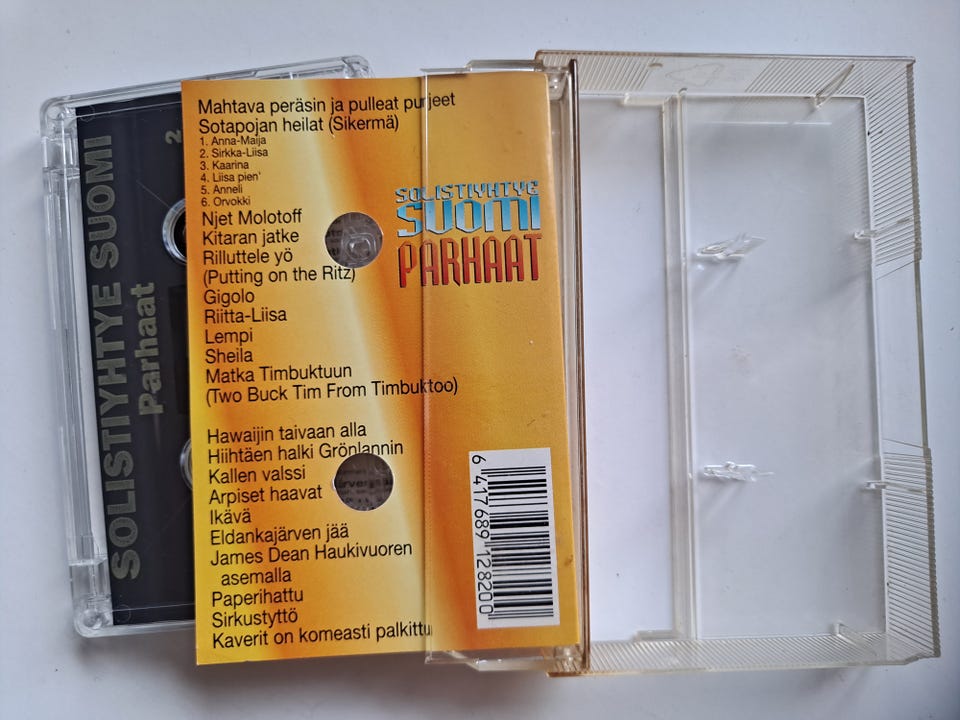 SOLISTIYHTYE SUOMI
Parhaat
2
Mahtava peräsin ja pulleat purjeet
Sotapojan heilat (Sikermä)
1. Anna-Maija
2. Sirkka-Liisa
3. Kaarina
4. Liisa pien'
5. Anneli
6. Orvokki
Njet Molotoff
Kitaran jatke
Rilluttele yö
(Putting on the Ritz)
Gigolo
Riitta-Liisa
Lempi
Sheila
Matka Timbuktuun
(Two Buck Tim From Timbuktoo)
Hawaijin taivaan alla
Hiihtäen halki Grönlannin
Kallen valssi
Arpiset haavat
Ikävä
Eldankajärven jää
James Dean Haukivuoren
asemalla
Paperihattu
Sirkustyttö
Kaverit on komeasti palkittu
SOLISTIYHTYE
SUOMI
PARHAAT
6 417689 128200